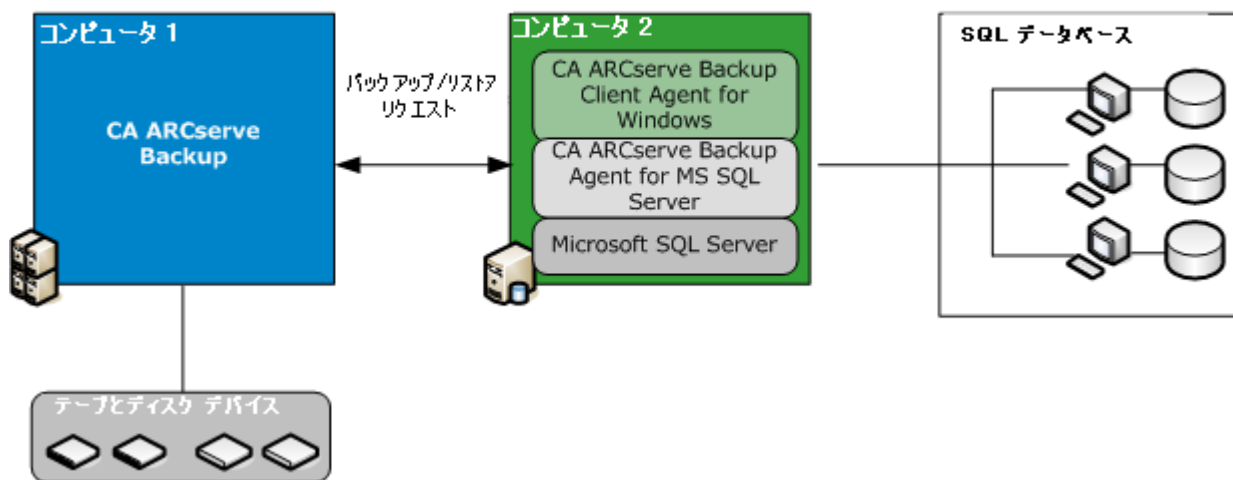 コンピュータ 1
CA ARCserve
Backup
バックアップ/リストア
リクエスト
コンピュータ 2
CA ARCserve Backup
Client Agent for
Windows
CA ARCserve Backup
Agent for MS SQL
Server
Microsoft SQL Server
SQL データベース
テープとディスク デバイス